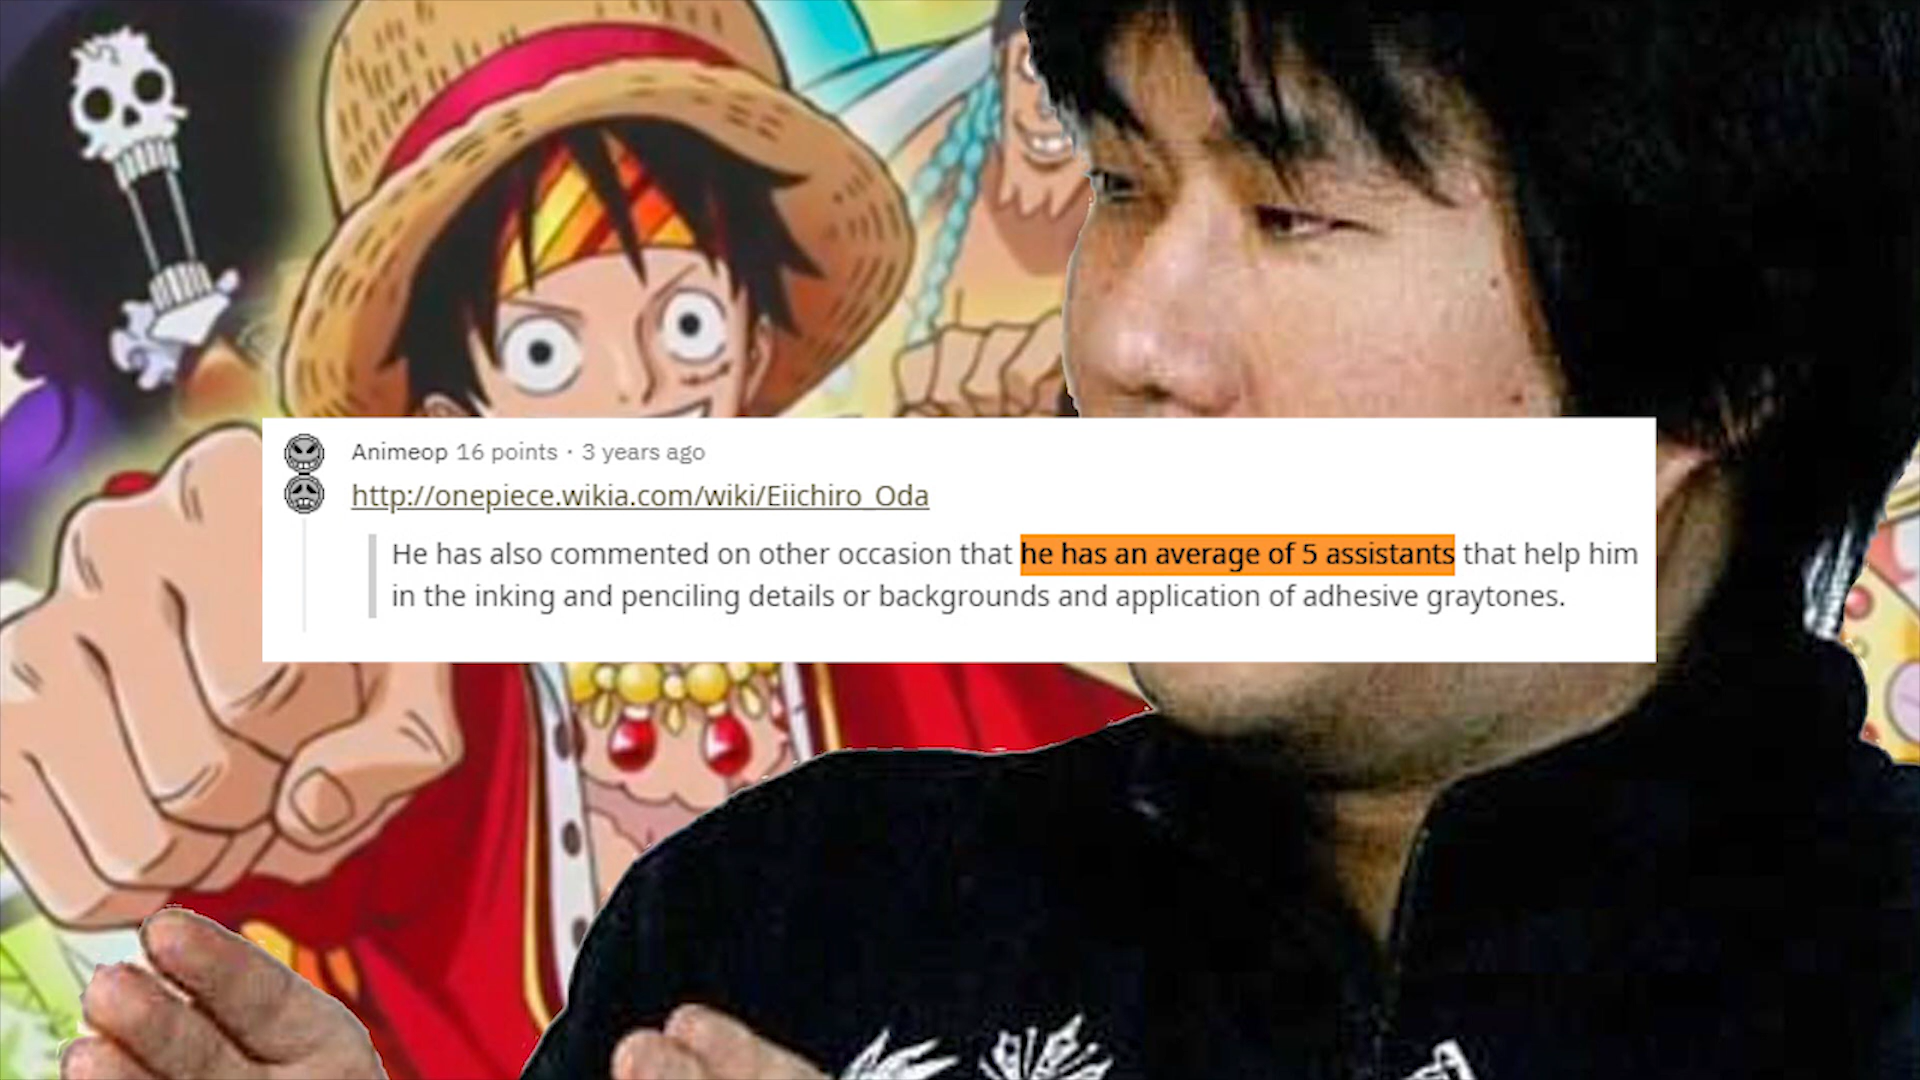 Animeop 16 points · 3 years ago
http://onepiece.wikia.com/wiki/Eiichiro_Oda
He has also commented on other occasion that he has an average of 5 assistants that help him
in the inking and penciling details or backgrounds and application of adhesive graytones.